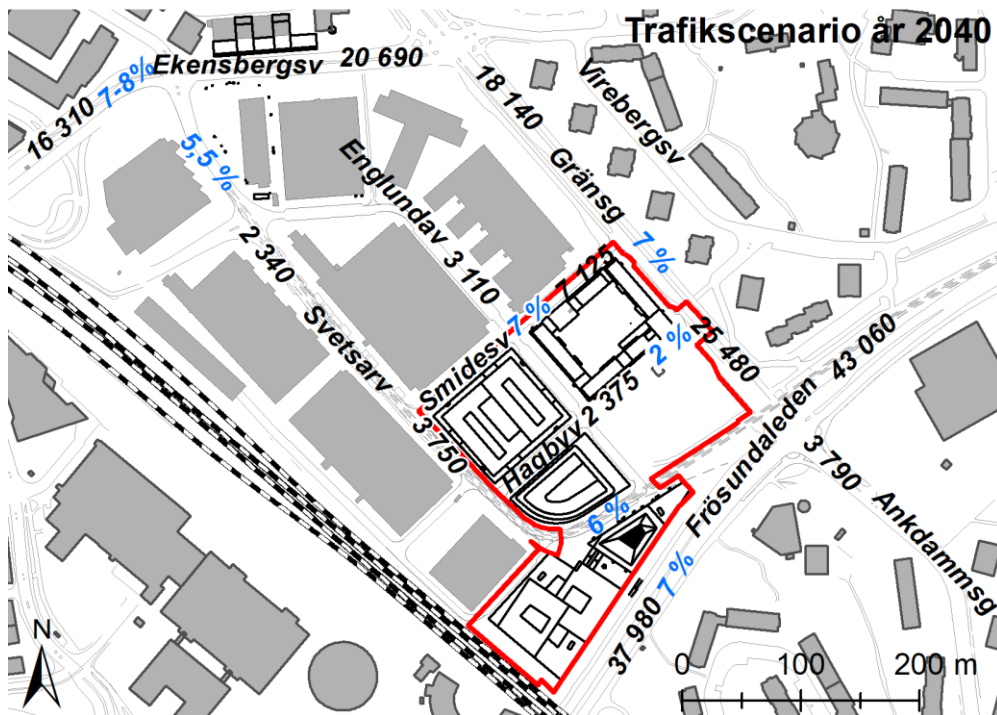 Trafikscenario år 2040
Ekensbergsv 20 690
16 310 7-8%
5,5 %
18 140 Gränsg 7 % 25 480
Virebergsv
Englundav 3 110
2 340 Svetsarv 3 750
Smidesv 7 % 7 125
2 %
Hagbyv 2 375
6 %
37 980 7 % Frösundaleden 43 060
3 790 Ankdammsg
N
0 100 200 m